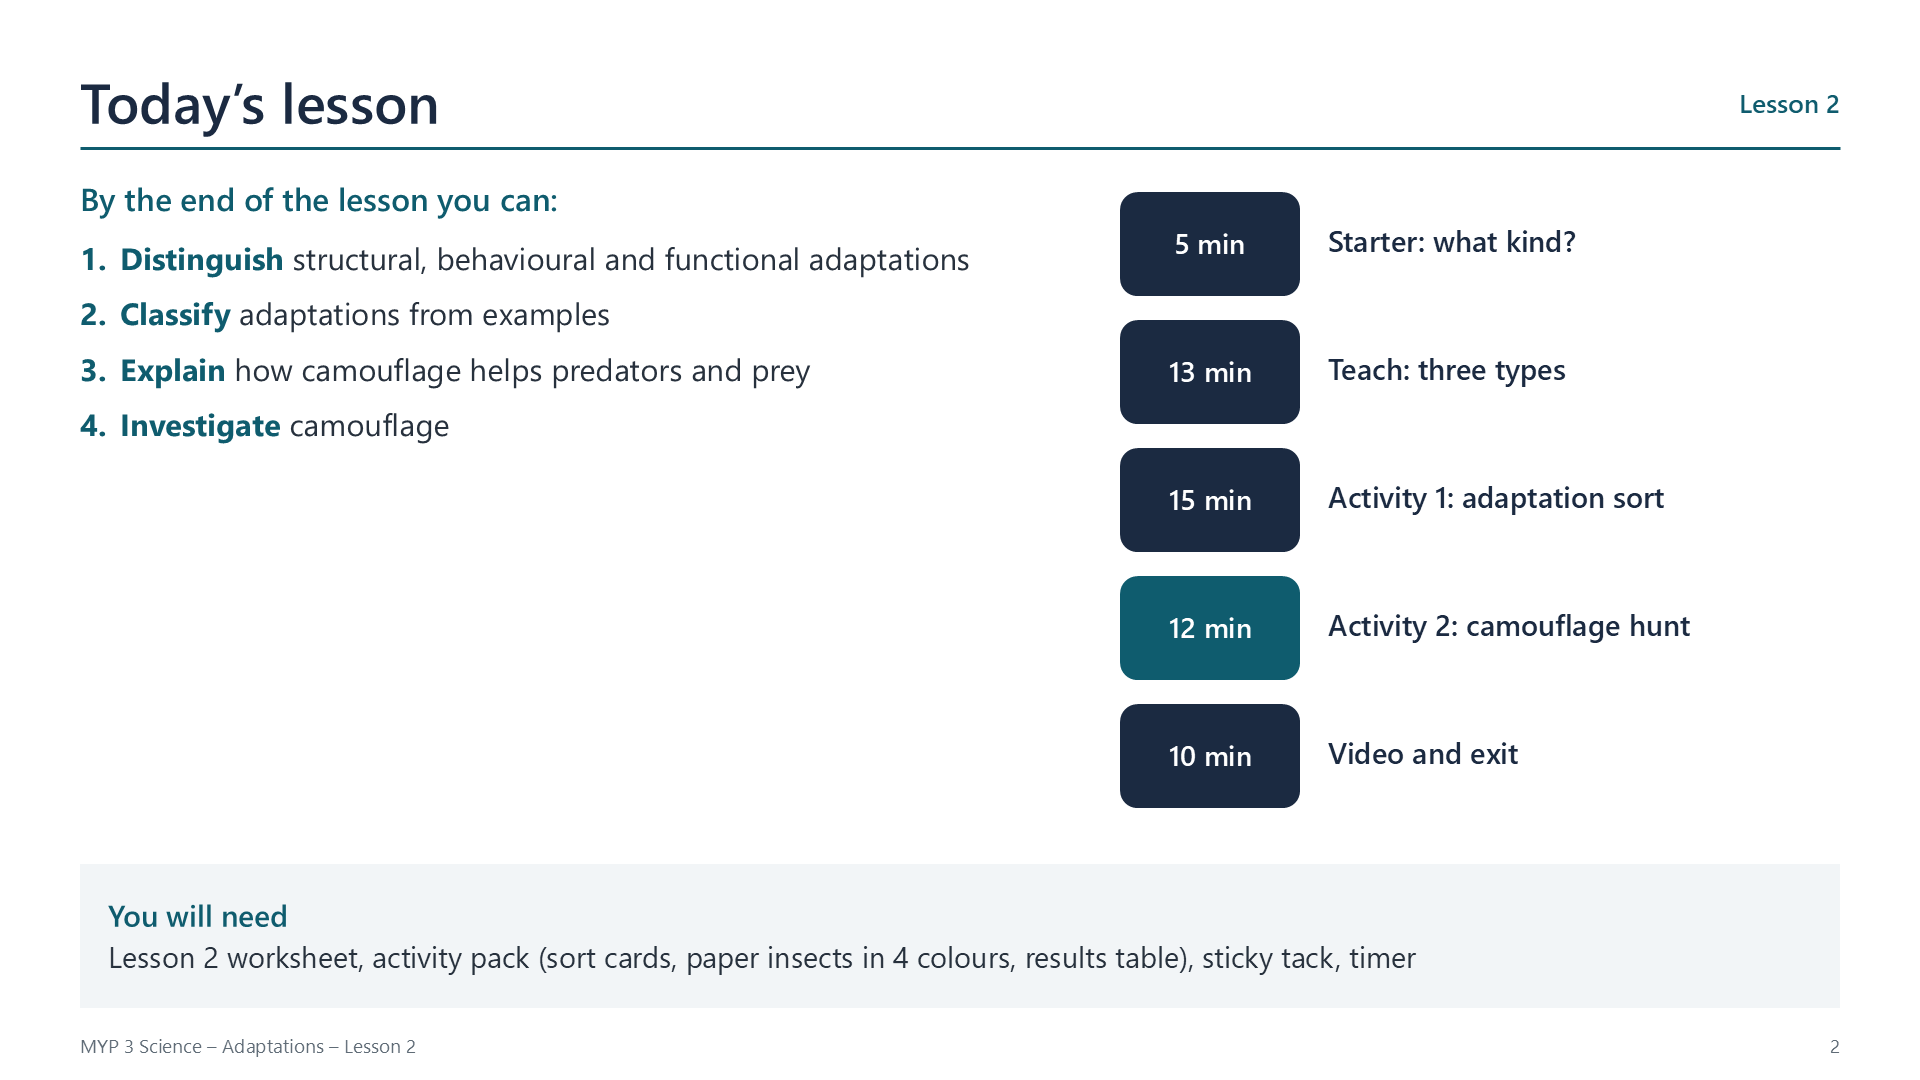 Today’s lesson
Lesson 2
By the end of the lesson you can:
1. Distinguish structural, behavioural and functional adaptations
2. Classify adaptations from examples
3. Explain how camouflage helps predators and prey
4. Investigate camouflage
5 min
Starter: what kind?
13 min
Teach: three types
15 min
Activity 1: adaptation sort
12 min
Activity 2: camouflage hunt
10 min
Video and exit
You will need
Lesson 2 worksheet, activity pack (sort cards, paper insects in 4 colours, results table), sticky tack, timer
MYP 3 Science – Adaptations – Lesson 2
2